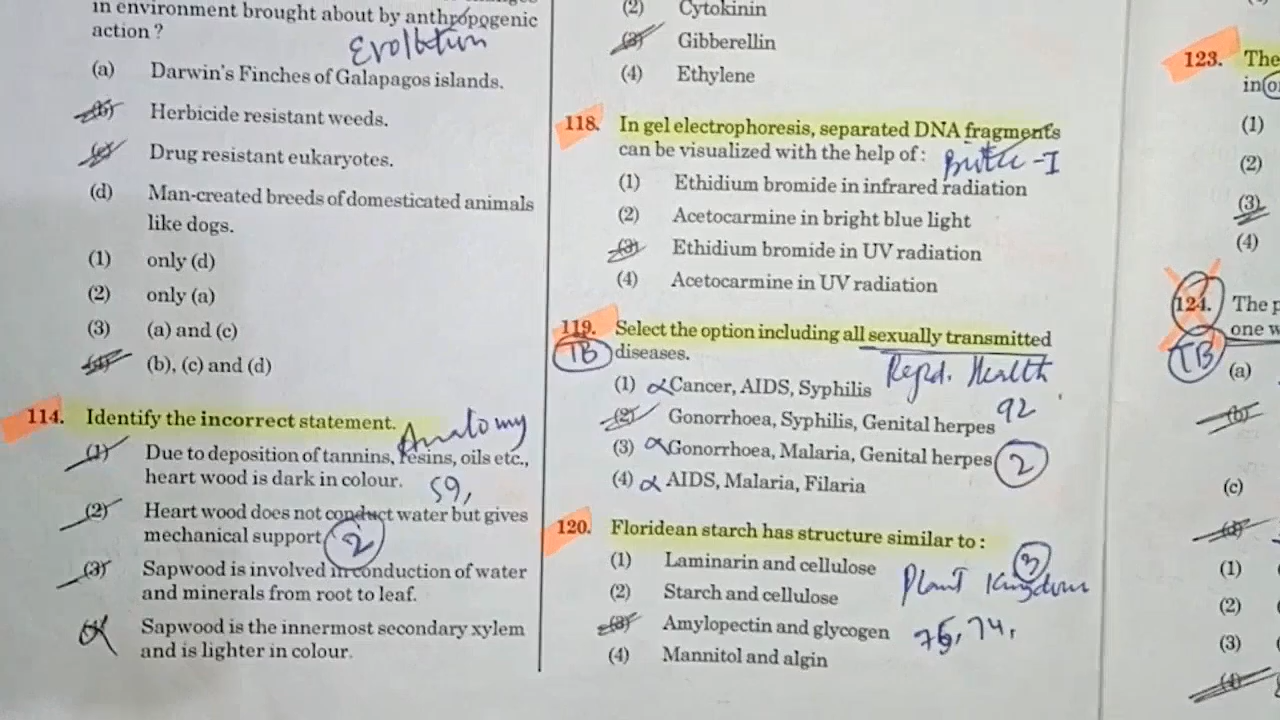 in environment brought about by anthropogenic
action ?
Evolution
(a) Darwin's Finches of Galapagos islands.
(b) Herbicide resistant weeds.
(c) Drug resistant eukaryotes.
(d) Man-created breeds of domesticated animals
like dogs.
(1) only (d)
(2) only (a)
(3) (a) and (c)
(4) (b), (c) and (d)
114. Identify the incorrect statement.
Anatomy
(1) Due to deposition of tannins, resins, oils etc.,
heart wood is dark in colour.
59,
(2) Heart wood does not conduct water but gives
mechanical support
2
(3) Sapwood is involved in conduction of water
and minerals from root to leaf.
(4) Sapwood is the innermost secondary xylem
and is lighter in colour.
(2) Cytokinin
(3) Gibberellin
(4) Ethylene
118. In gel electrophoresis, separated DNA fragments
can be visualized with the help of :
(1) Ethidium bromide in infrared radiation
(2) Acetocarmine in bright blue light
(3) Ethidium bromide in UV radiation
(4) Acetocarmine in UV radiation
119. Select the option including all sexually transmitted
TB diseases.
Repd. Health
92
(1) Cancer, AIDS, Syphilis
(2) Gonorrhoea, Syphilis, Genital herpes
(3) Gonorrhoea, Malaria, Genital herpes
2
(4) AIDS, Malaria, Filaria
120. Floridean starch has structure similar to :
3
(1) Laminarin and cellulose
Plant Kingdom
(2) Starch and cellulose
(3) Amylopectin and glycogen
75, 74,
(4) Mannitol and algin
123. The
in
(1)
(2)
(3)
(4)
124. The p
one w
TB
(a)
(b)
(c)
(d)
(1)
(2)
(3)
(4)